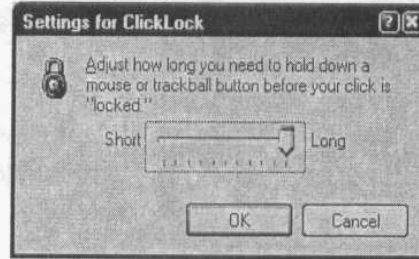 Settings for ClickLock
Adjust how long you need to hold down a
mouse or trackball button before your click is
"locked."
Short Long
OK Cancel